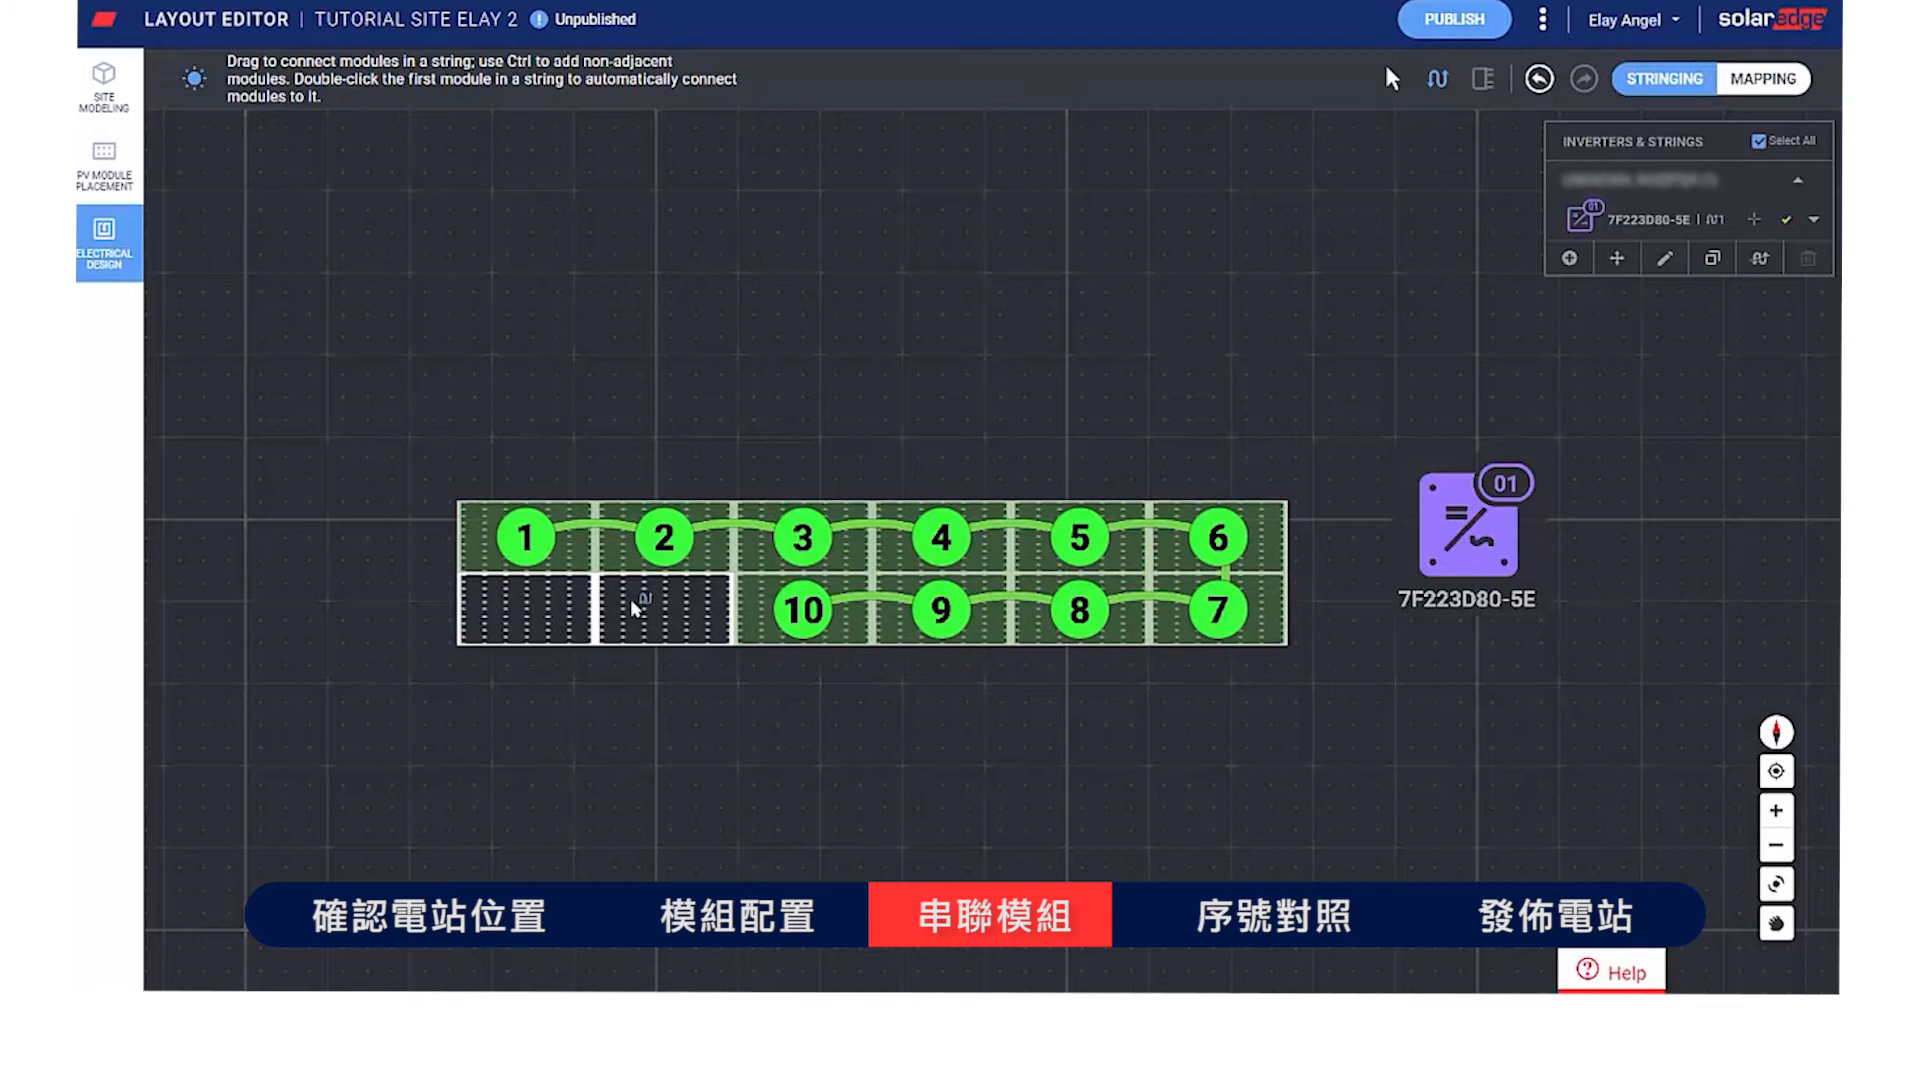 LAYOUT EDITOR | TUTORIAL SITE ELAY 2 ! Unpublished
PUBLISH
Elay Angel
solaredge
Drag to connect modules in a string; use Ctrl to add non-adjacent
modules. Double-click the first module in a string to automatically connect
modules to it.
STRINGING
MAPPING
SITE
MODELING
PV MODULE
PLACEMENT
ELECTRICAL
DESIGN
INVERTERS & STRINGS
Select All
01
7F223D80-5E | 1
1 2 3 4 5 6
10 9 8 7
01
7F223D80-5E
確認電站位置
模組配置
串聯模組
序號對照
發佈電站
? Help